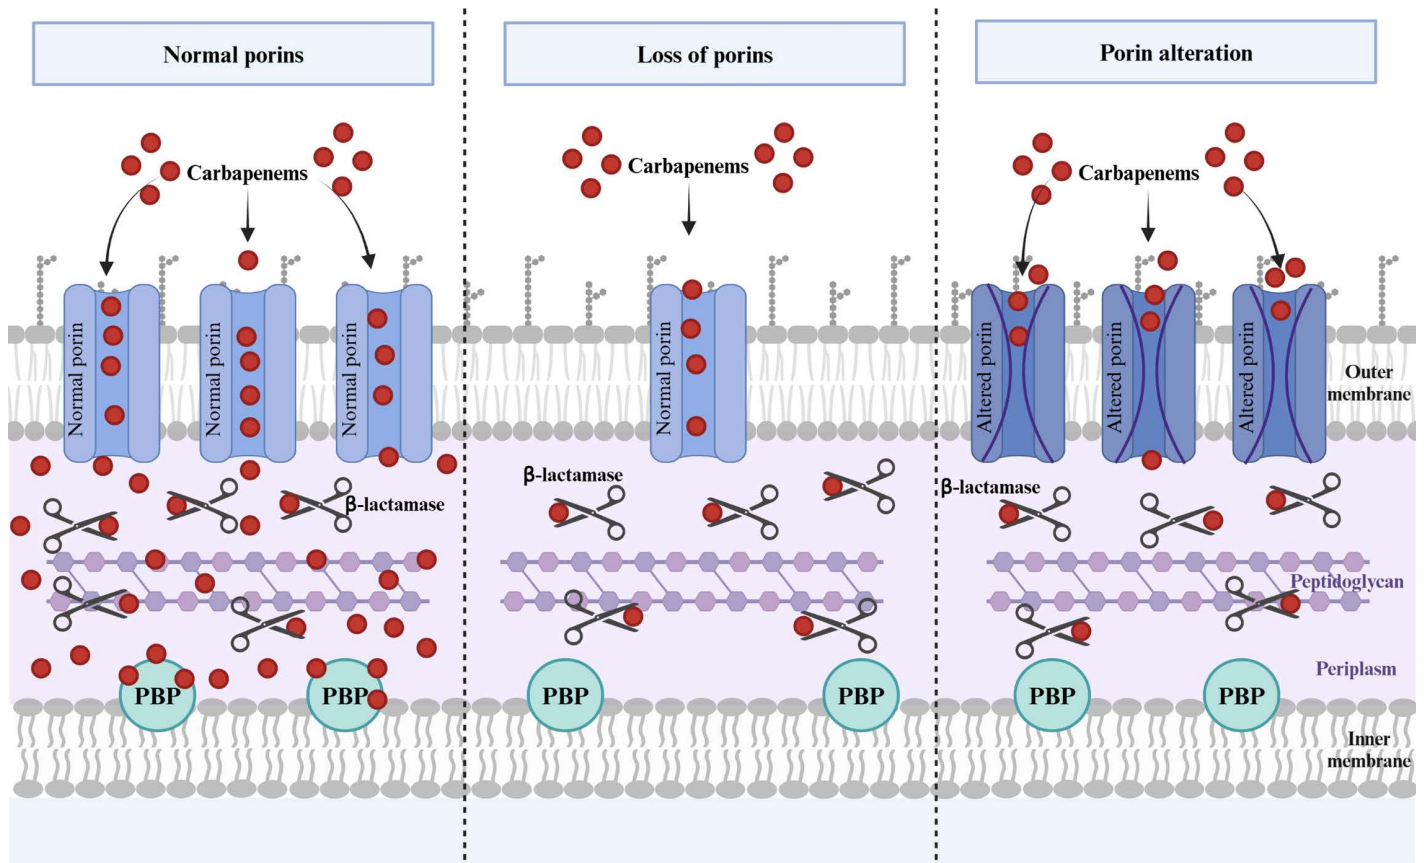 Normal porins
Loss of porins
Porin alteration
Carbapenems
Carbapenems
Carbapenems
Normal porin
Normal porin
Normal porin
Normal porin
Altered porin
Altered porin
Altered porin
Outer
membrane
β-lactamase
β-lactamase
β-lactamase
Peptidoglycan
Periplasm
PBP
PBP
PBP
PBP
PBP
PBP
Inner
membrane